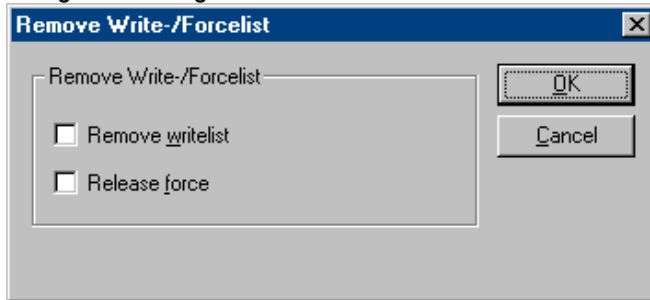 Remove Write-/Forcelist
Remove Write-/Forcelist
OK
Remove writelist
Cancel
Release force